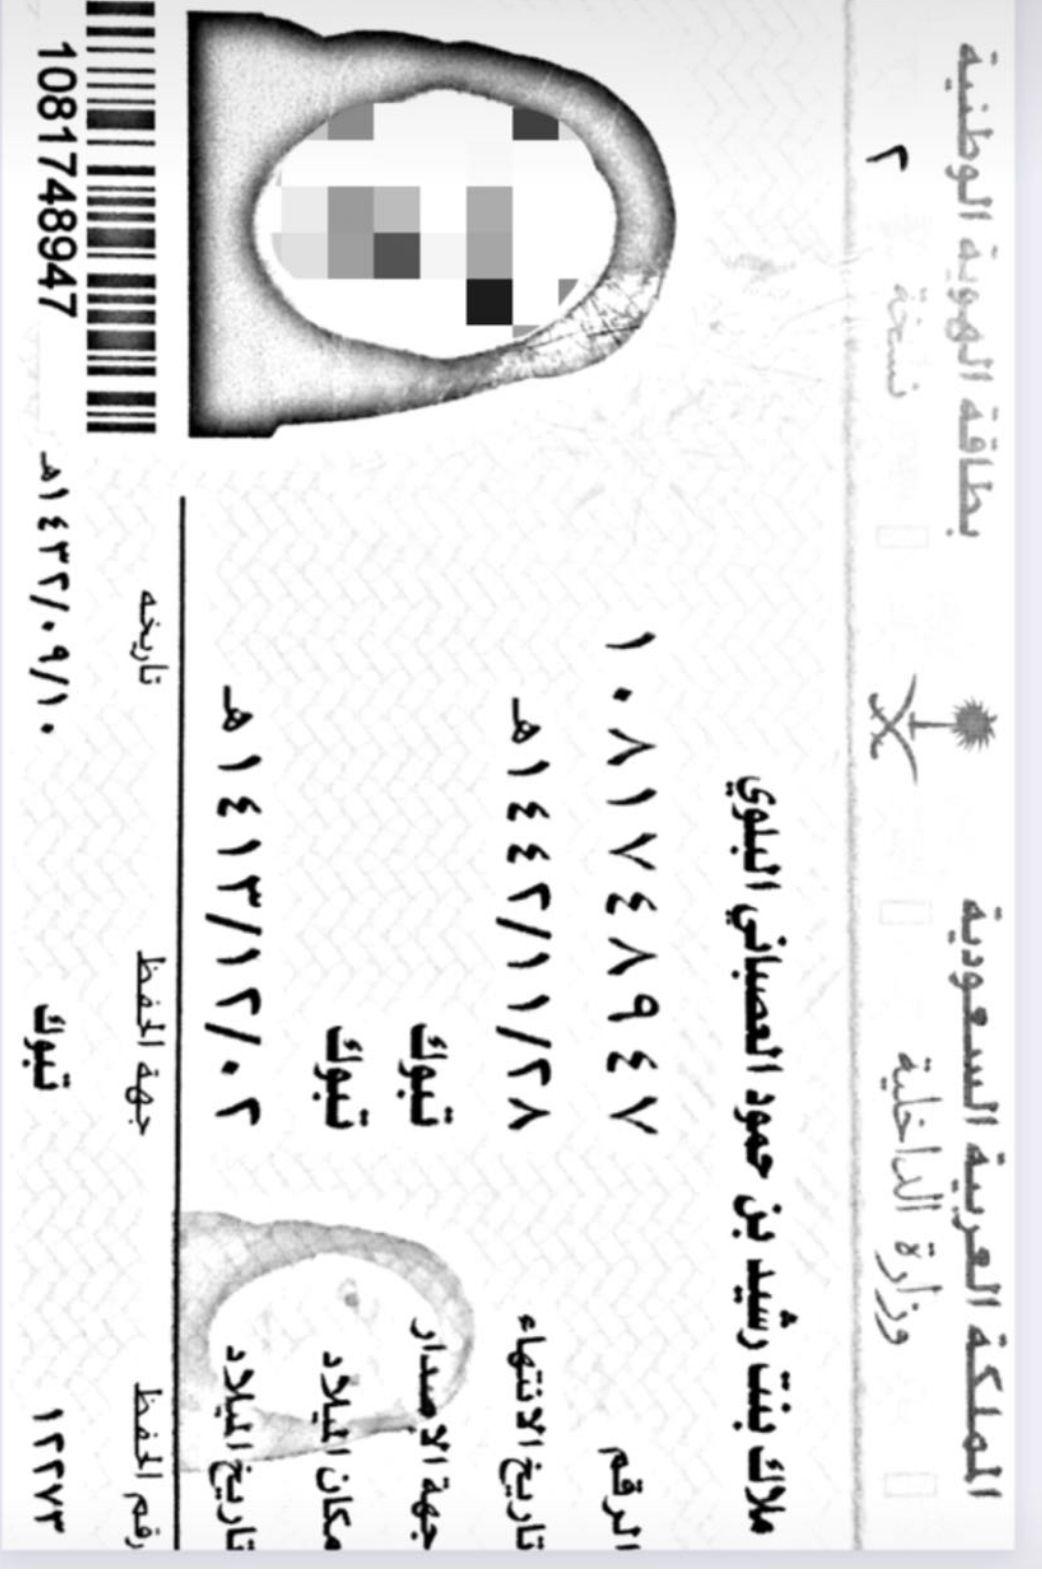 المملكة العربية السعودية بطاقة الهوية الوطنية
وزارة الداخلية نسخة ٢
ملاك بنت رشيد بن حمود العصباني البلوي
الرقم ١٠٨١٧٤٨٩٤٧
تاريخ الانتهاء ١٤٤٢/١١/٢٨هـ
جهة الاصدار تبوك
مكان الميلاد تبوك
تاريخ الميلاد ١٤١٣/١٢/٠٢هـ
رقم الحفظ جهة الحفظ تاريخه
١٢٢٧٣ تبوك ١٤٣٢/٠٩/١٠هـ
1081748947